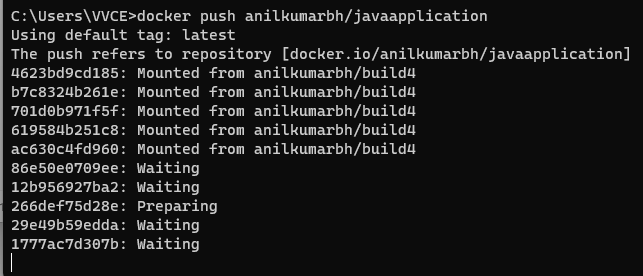 C:\Users\VVCE>docker push anilkumarbh/javaapplication
Using default tag: latest
The push refers to repository [docker.io/anilkumarbh/javaapplication]
4623bd9cd185: Mounted from anilkumarbh/build4
b7c8324b261e: Mounted from anilkumarbh/build4
701d0b971f5f: Mounted from anilkumarbh/build4
619584b251c8: Mounted from anilkumarbh/build4
ac630c4fd960: Mounted from anilkumarbh/build4
86e50e0709ee: Waiting
12b956927ba2: Waiting
266def75d28e: Preparing
29e49b59edda: Waiting
1777ac7d307b: Waiting